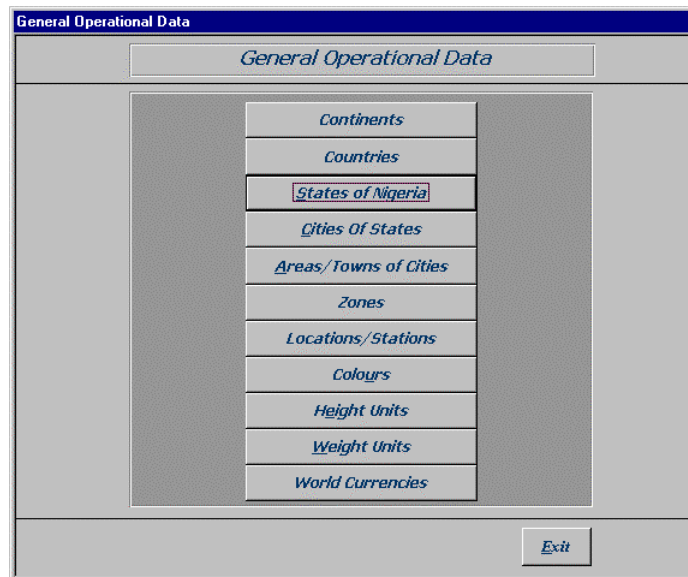 General Operational Data
General Operational Data
Continents
Countries
States of Nigeria
Cities Of States
Areas/Towns of Cities
Zones
Locations/Stations
Colours
Height Units
Weight Units
World Currencies
Exit